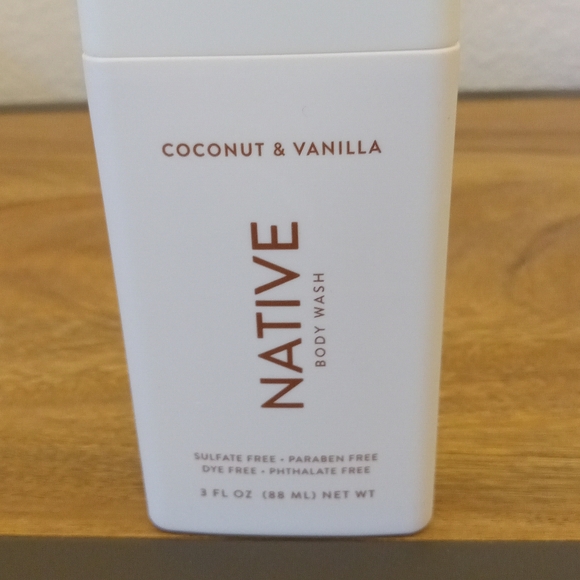 COCONUT & VANILLA
NATIVE
BODY WASH
SULFATE FREE • PARABEN FREE
DYE FREE • PHTHALATE FREE
3 FL OZ (88 ML) NET WT